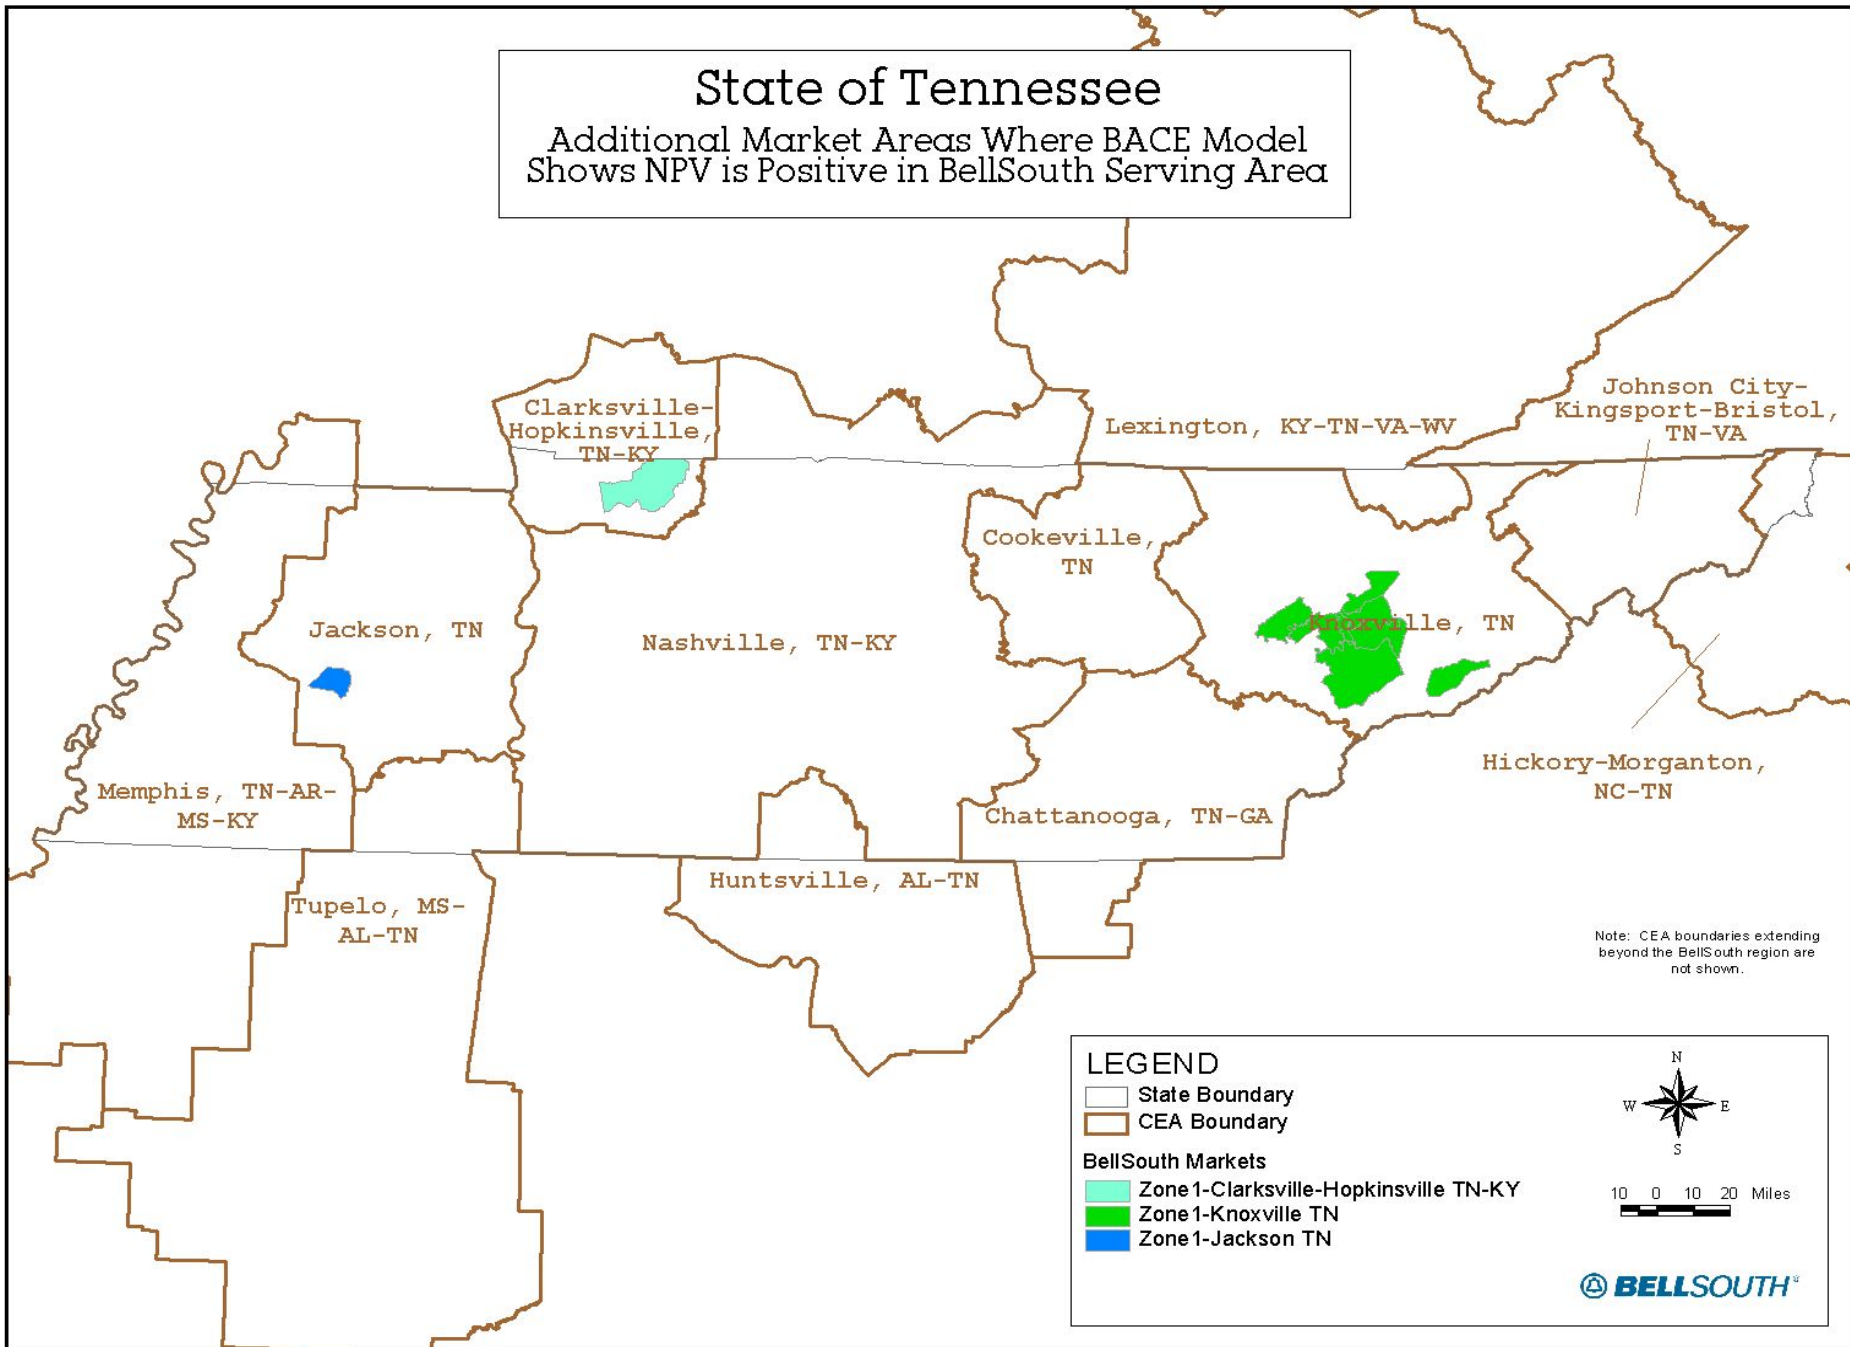 State of Tennessee
Additional Market Areas Where BACE Model
Shows NPV is Positive in BellSouth Serving Area
Clarksville-
Hopkinsville,
TN-KY
Lexington, KY-TN-VA-WV
Johnson City-
Kingsport-Bristol,
TN-VA
Cookeville,
TN
Jackson, TN
Nashville, TN-KY
Knoxville, TN
Memphis, TN-AR-
MS-KY
Chattanooga, TN-GA
Hickory-Morganton,
NC-TN
Huntsville, AL-TN
Tupelo, MS-
AL-TN
Note: CEA boundaries extending
beyond the BellSouth region are
not shown.
LEGEND
State Boundary
CEA Boundary
BellSouth Markets
Zone1-Clarksville-Hopkinsville TN-KY
Zone1-Knoxville TN
Zone1-Jackson TN
N
W E
S
10 0 10 20 Miles
BELLSOUTH®